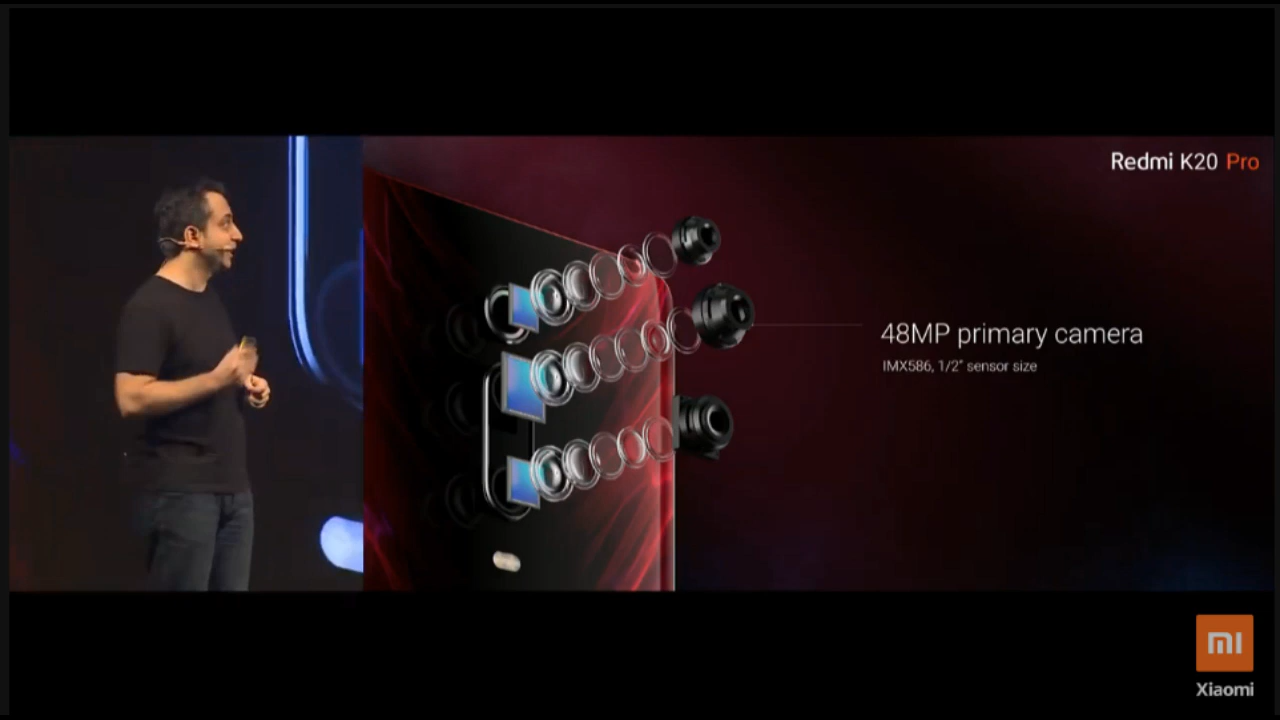 Redmi K20 Pro
48MP primary camera
IMX586, 1/2" sensor size
mi
Xiaomi